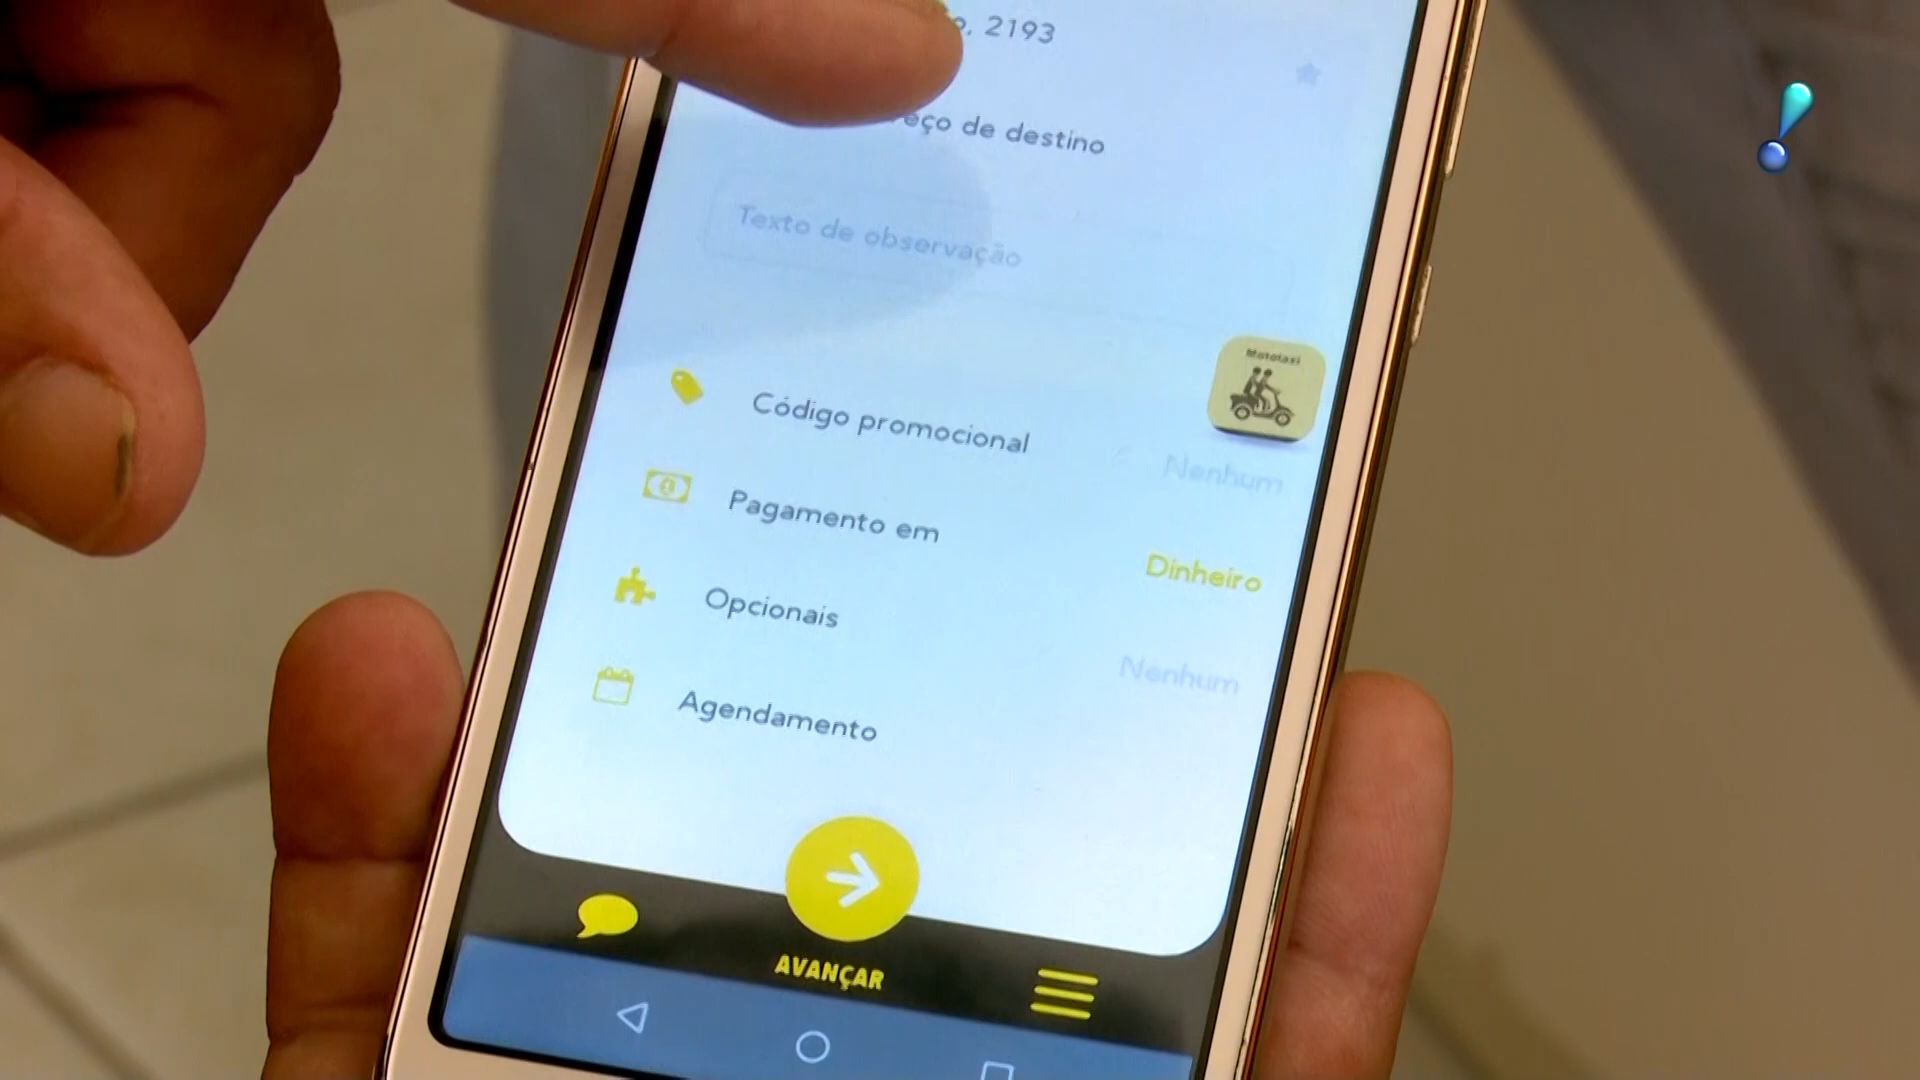 , 2193
eço de destino
Texto de observação
Mototaxi
Código promocional
Nenhum
Pagamento em
Dinheiro
Opcionais
Nenhum
Agendamento
AVANÇAR